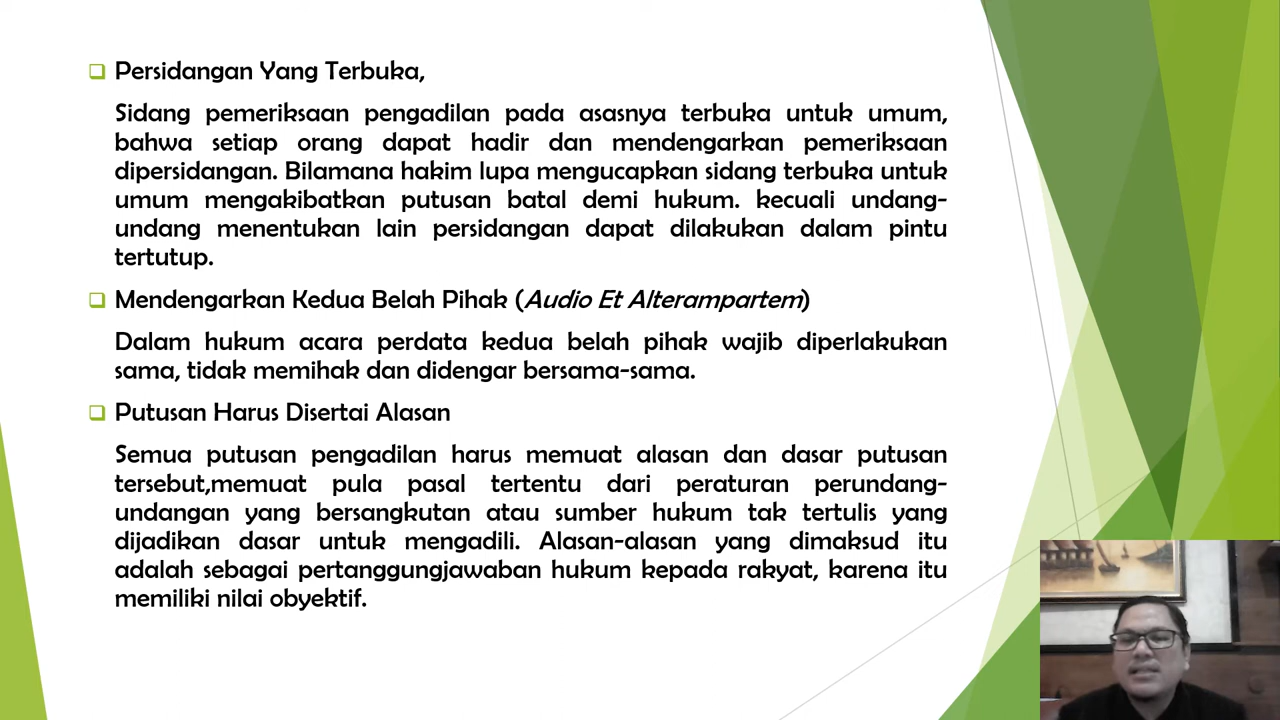 Persidangan Yang Terbuka,
Sidang pemeriksaan pengadilan pada asasnya terbuka untuk umum,
bahwa setiap orang dapat hadir dan mendengarkan pemeriksaan
dipersidangan. Bilamana hakim lupa mengucapkan sidang terbuka untuk
umum mengakibatkan putusan batal demi hukum. kecuali undang-
undang menentukan lain persidangan dapat dilakukan dalam pintu
tertutup.
Mendengarkan Kedua Belah Pihak (Audio Et Alterampartem)
Dalam hukum acara perdata kedua belah pihak wajib diperlakukan
sama, tidak memihak dan didengar bersama-sama.
Putusan Harus Disertai Alasan
Semua putusan pengadilan harus memuat alasan dan dasar putusan
tersebut,memuat pula pasal tertentu dari peraturan perundang-
undangan yang bersangkutan atau sumber hukum tak tertulis yang
dijadikan dasar untuk mengadili. Alasan-alasan yang dimaksud itu
adalah sebagai pertanggungjawaban hukum kepada rakyat, karena itu
memiliki nilai obyektif.